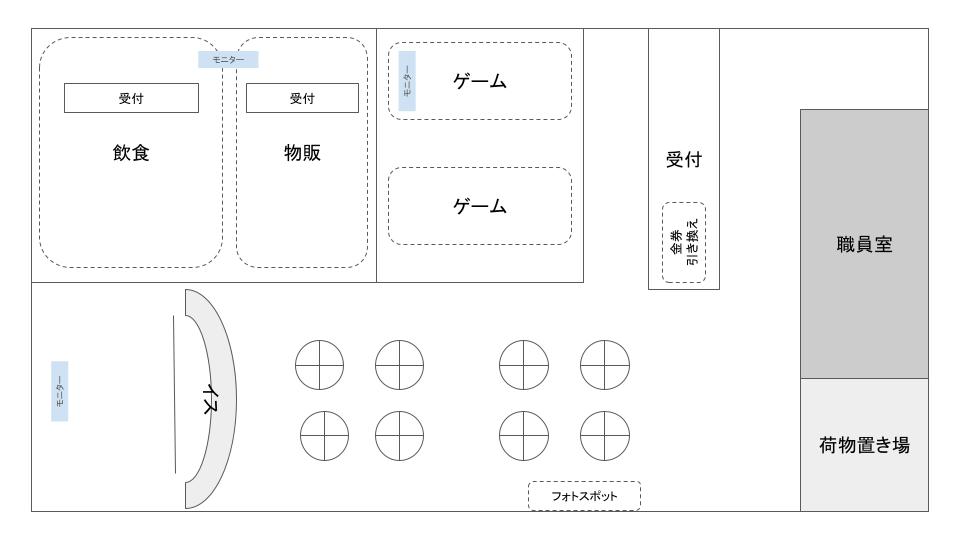 モニター
受付
受付
飲食
物販
モニター
ゲーム
ゲーム
受付
金券
引き換え
職員室
モニター
イス
荷物置き場
フォトスポット